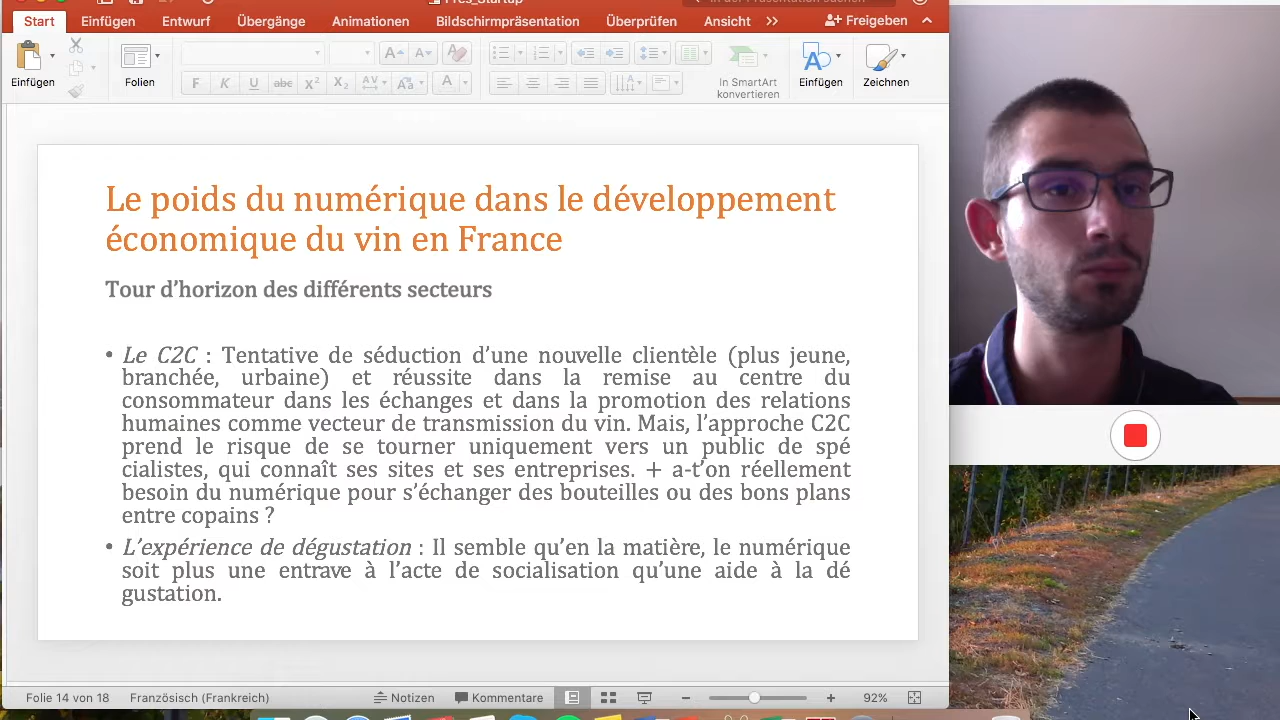 Pres_Startup
Start Einfügen Entwurf Übergänge Animationen Bildschirmpräsentation Überprüfen Ansicht Freigeben
Einfügen
Folien
F K U abc X² X₂ AV Aa A
In SmartArt
konvertieren
Einfügen
Zeichnen
Le poids du numérique dans le développement
économique du vin en France
Tour d’horizon des différents secteurs
• Le C2C : Tentative de séduction d’une nouvelle clientèle (plus jeune,
branchée, urbaine) et réussite dans la remise au centre du
consommateur dans les échanges et dans la promotion des relations
humaines comme vecteur de transmission du vin. Mais, l’approche C2C
prend le risque de se tourner uniquement vers un public de spé
cialistes, qui connaît ses sites et ses entreprises. + a-t’on réellement
besoin du numérique pour s’échanger des bouteilles ou des bons plans
entre copains ?
• L’expérience de dégustation : Il semble qu’en la matière, le numérique
soit plus une entrave à l’acte de socialisation qu’une aide à la dé
gustation.
Folie 14 von 18 Französisch (Frankreich) Notizen Kommentare 92%